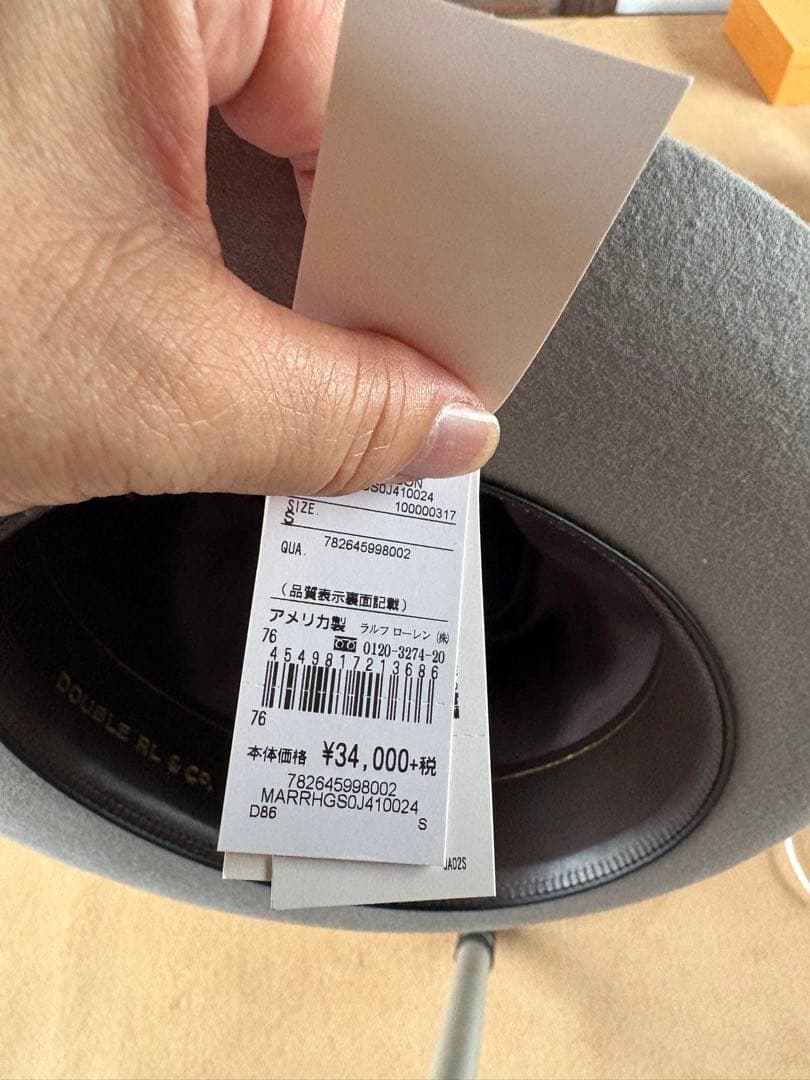 GS0J410024
SIZE. 100000317
S
QUA. 782645998002
(品質表示裏面記載)
アメリカ製 ラルフ ローレン ㈱
76 0120-3274-20
4549817213686
76
本体価格 ¥34,000+税
782645998002
MARRHGS0J410024
D86 S
JA02S
DOUBLE RL & CO.